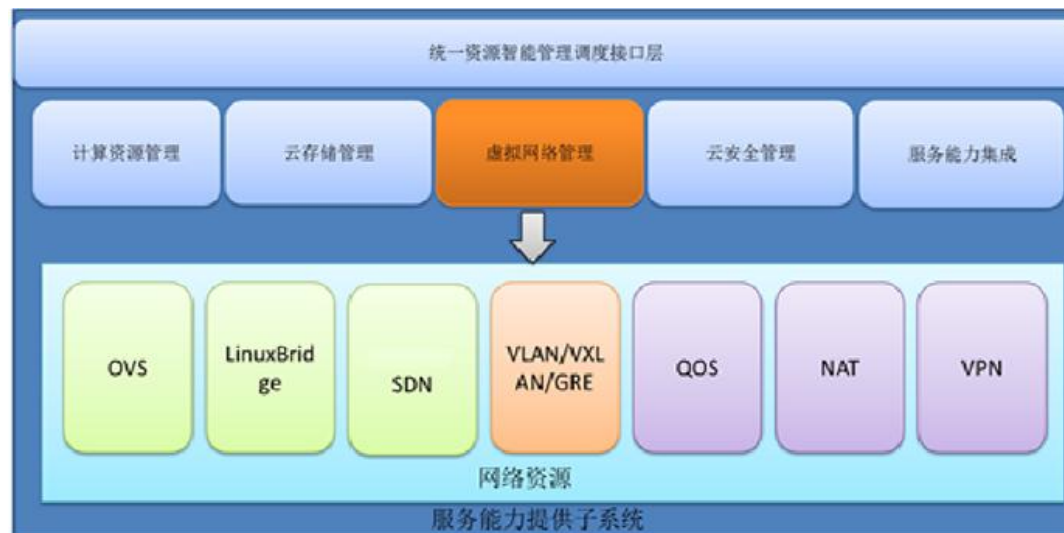 统一资源智能管理调度接口层
计算资源管理
云存储管理
虚拟网络管理
云安全管理
服务能力集成
OVS
LinuxBrid
ge
SDN
VLAN/VXL
AN/GRE
QOS
NAT
VPN
网络资源
服务能力提供子系统